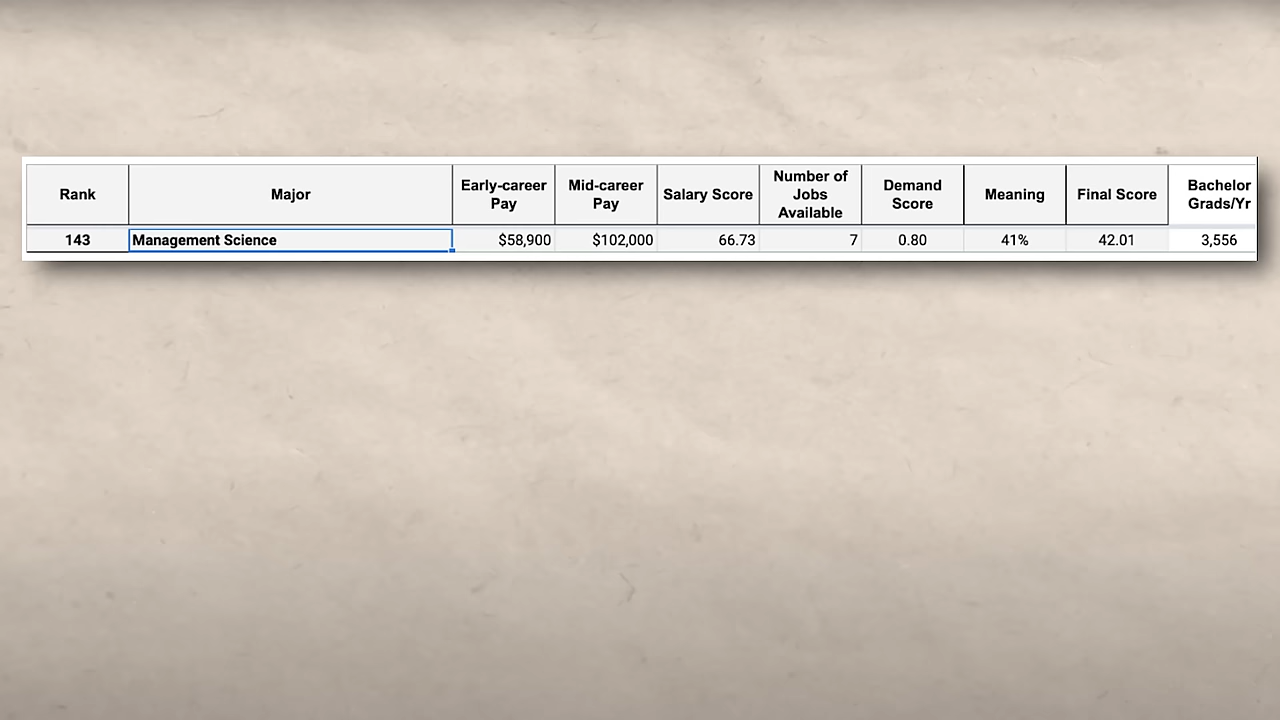 Rank Major Early-career Pay Mid-career Pay Salary Score Number of Jobs Available Demand Score Meaning Final Score Bachelor Grads/Yr
143 Management Science $58,900 $102,000 66.73 7 0.80 41% 42.01 3,556